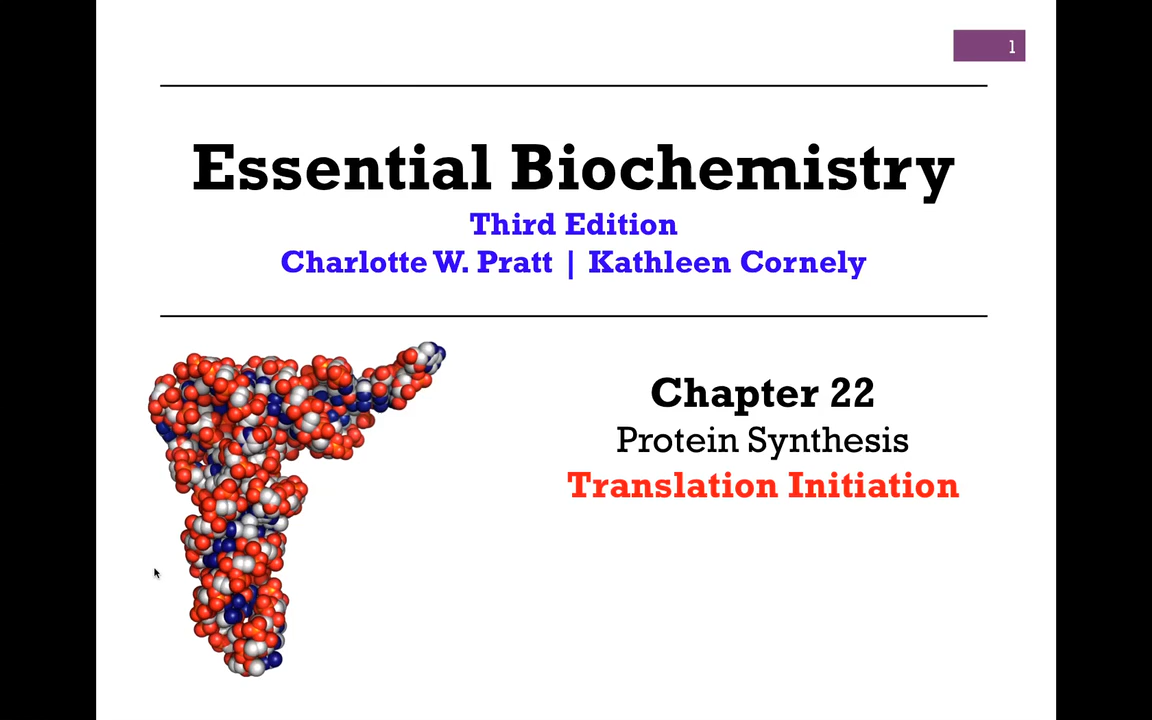 1
Essential Biochemistry
Third Edition
Charlotte W. Pratt | Kathleen Cornely
Chapter 22
Protein Synthesis
Translation Initiation